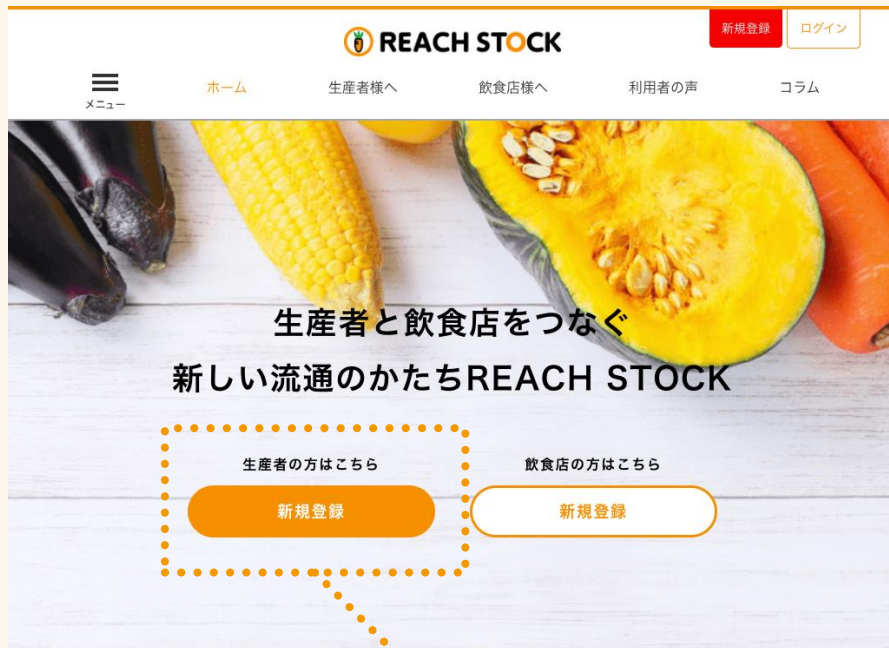 REACH STOCK
新規登録
ログイン
メニュー
ホーム
生産者様へ
飲食店様へ
利用者の声
コラム
生産者と飲食店をつなぐ
新しい流通のかたちREACH STOCK
生産者の方はこちら
新規登録
飲食店の方はこちら
新規登録